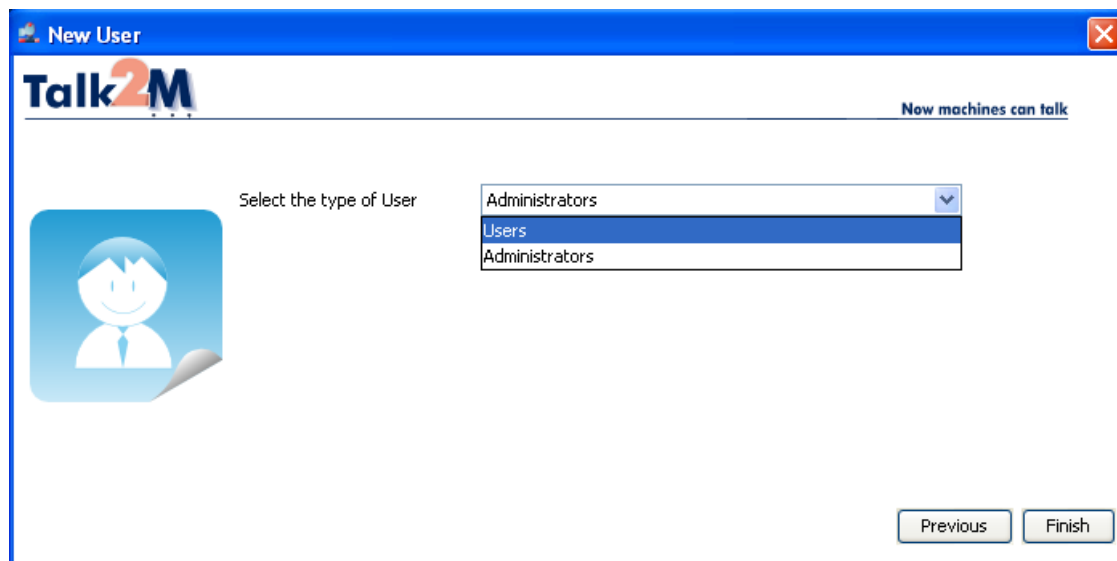 New User
Talk2M
Now machines can talk
Select the type of User Administrators
Users
Administrators
Previous Finish